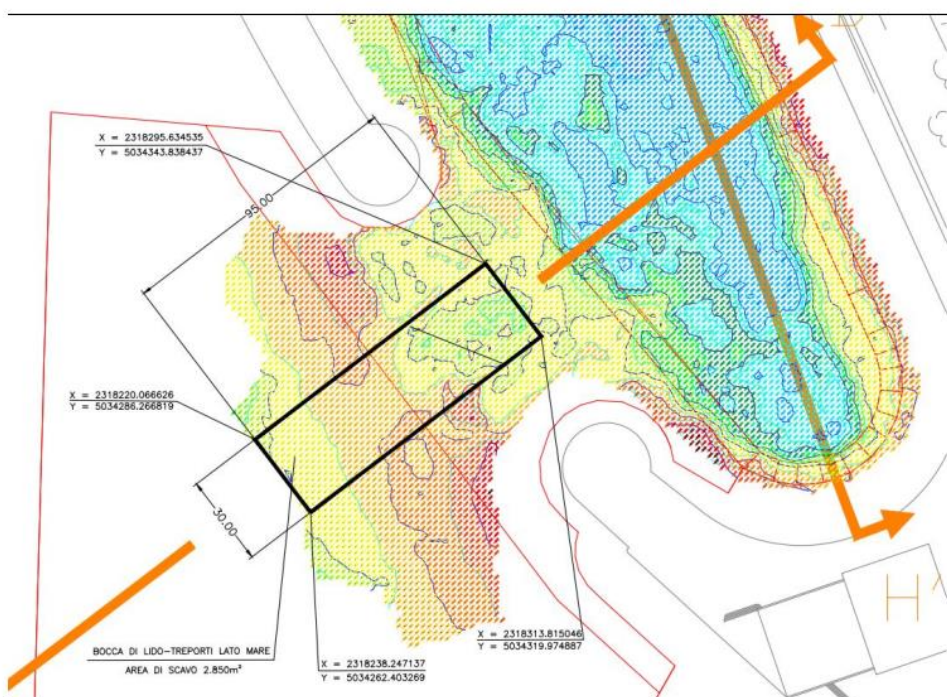 X = 2318295.634535
Y = 5034343.838437
95.00
X = 2318220.066626
Y = 5034286.266819
30.00
BOCCA DI LIDO-TREPORTI LATO MARE
AREA DI SCAVO 2.850m²
X = 2318238.247137
Y = 5034262.403269
X = 2318313.815046
Y = 5034319.974887
H'